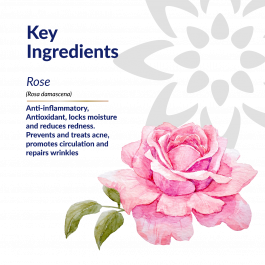 Key
Ingredients
Rose
(Rosa damascena)
Anti-inflammatory,
Antioxidant, locks moisture
and reduces redness.
Prevents and treats acne,
promotes circulation and
repairs wrinkles